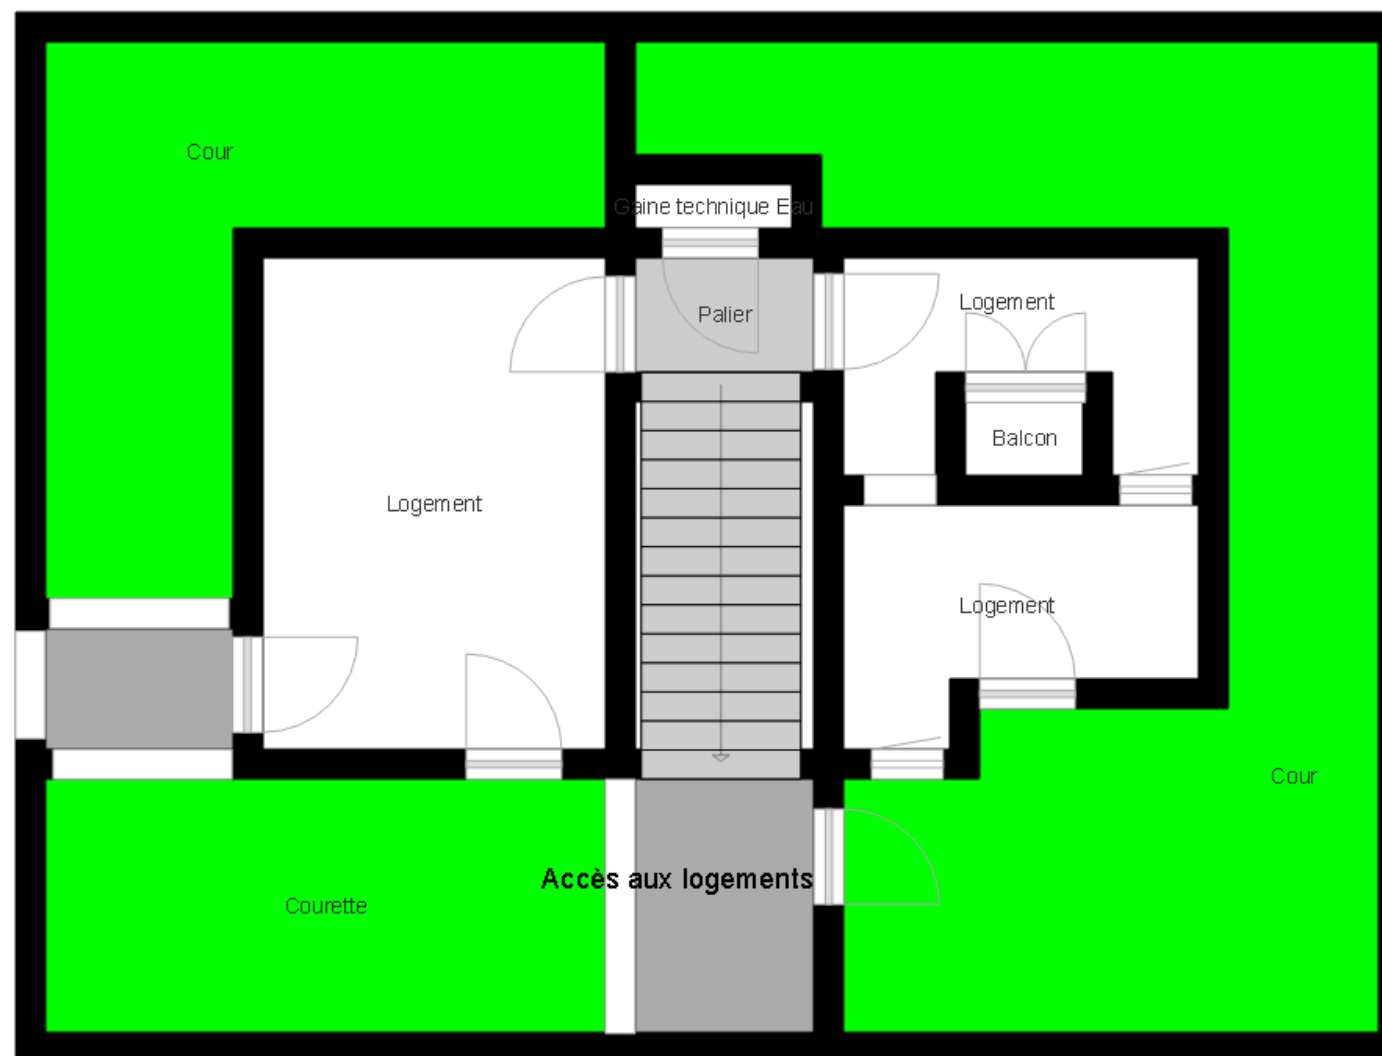 Cour
Gaine technique Eau
Logement
Palier
Balcon
Logement
Logement
Cour
Accès aux logements
Courette